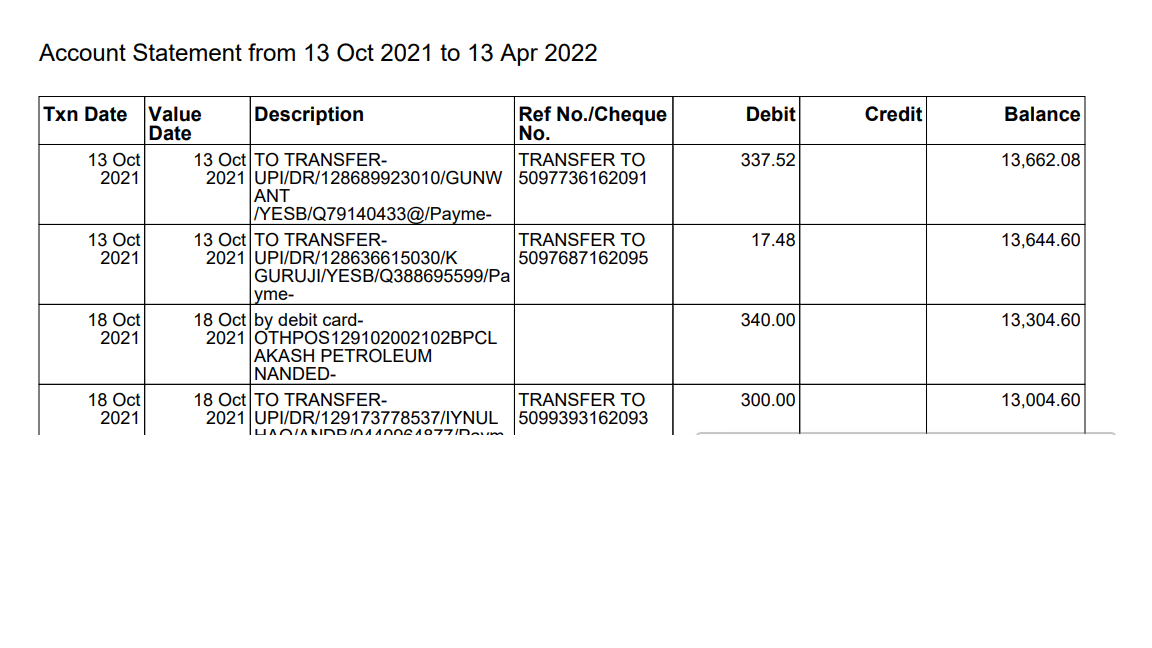 Account Statement from 13 Oct 2021 to 13 Apr 2022
Txn Date Value Date Description Ref No./Cheque No. Debit Credit Balance
13 Oct 2021 13 Oct 2021 TO TRANSFER- TRANSFER TO 337.52 13,662.08
UPI/DR/128689923010/GUNW 5097736162091
ANT
/YESB/Q79140433@/Payme-
13 Oct 2021 13 Oct 2021 TO TRANSFER- TRANSFER TO 17.48 13,644.60
UPI/DR/128636615030/K 5097687162095
GURUJI/YESB/Q388695599/Pa
yme-
18 Oct 2021 18 Oct 2021 by debit card- 340.00 13,304.60
OTHPOS129102002102BPCL
AKASH PETROLEUM
NANDED-
18 Oct 2021 18 Oct 2021 TO TRANSFER- TRANSFER TO 300.00 13,004.60
UPI/DR/129173778537/IYNUL 5099393162093